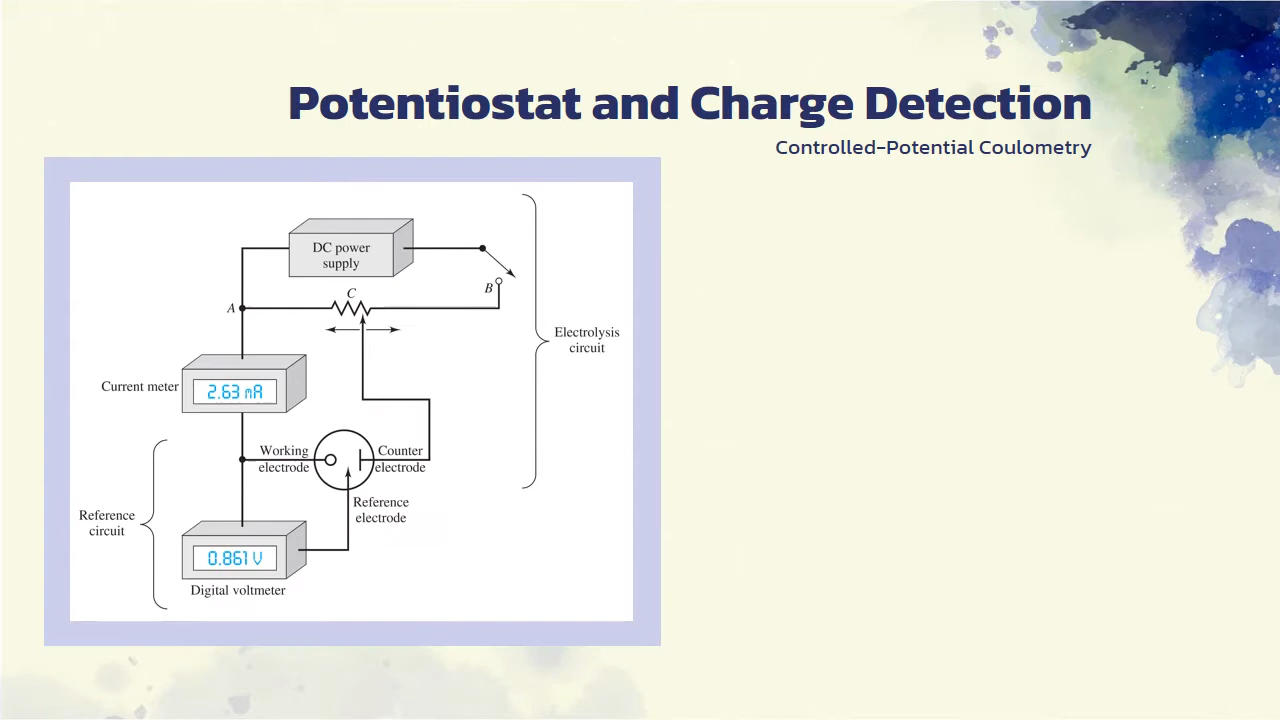 Potentiostat and Charge Detection
Controlled-Potential Coulometry
DC power
supply
C
B
A
Electrolysis
circuit
Current meter
2.63 mA
Working
electrode
Counter
electrode
Reference
electrode
Reference
circuit
0.861 V
Digital voltmeter